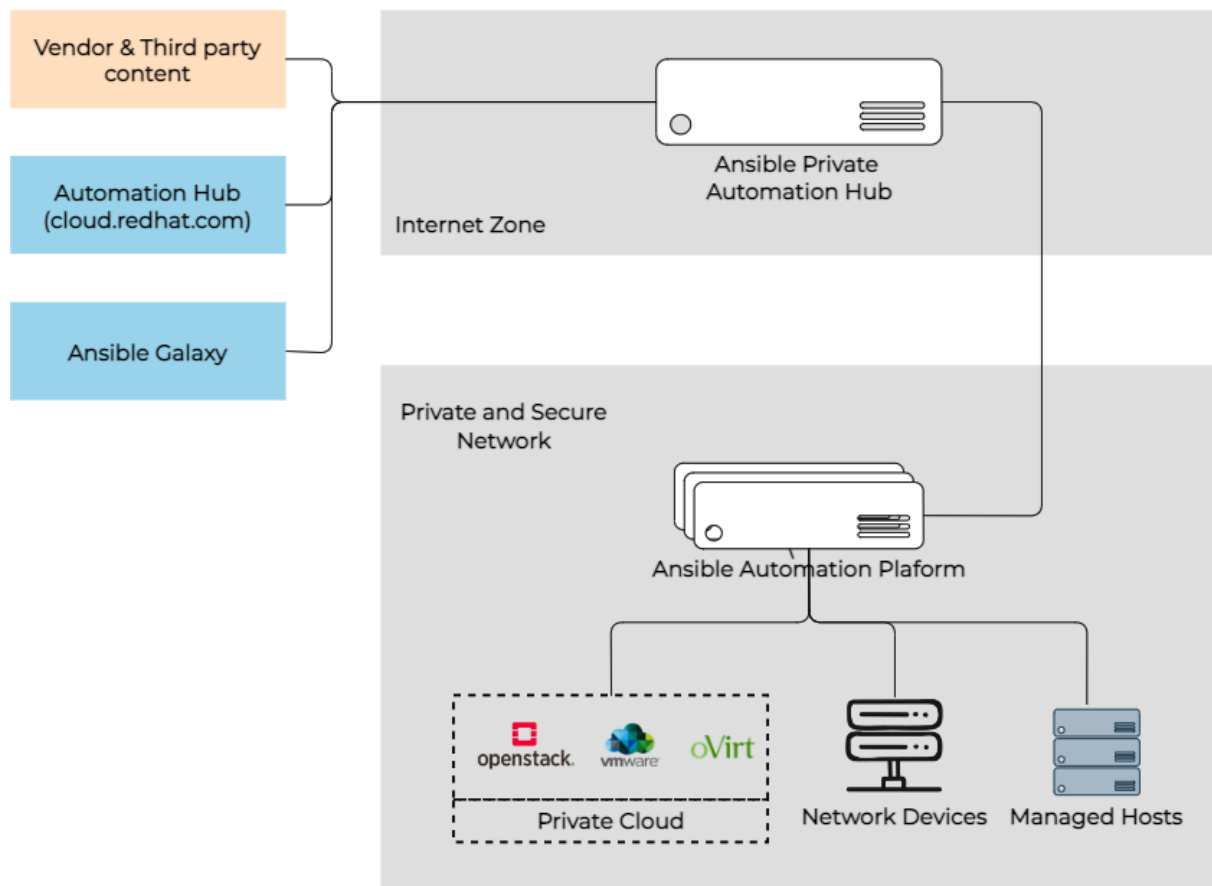 Vendor & Third party
content
Automation Hub
(cloud.redhat.com)
Ansible Galaxy
Ansible Private
Automation Hub
Internet Zone
Private and Secure
Network
Ansible Automation Plaform
openstack.
vmware
oVirt
Private Cloud
Network Devices
Managed Hosts